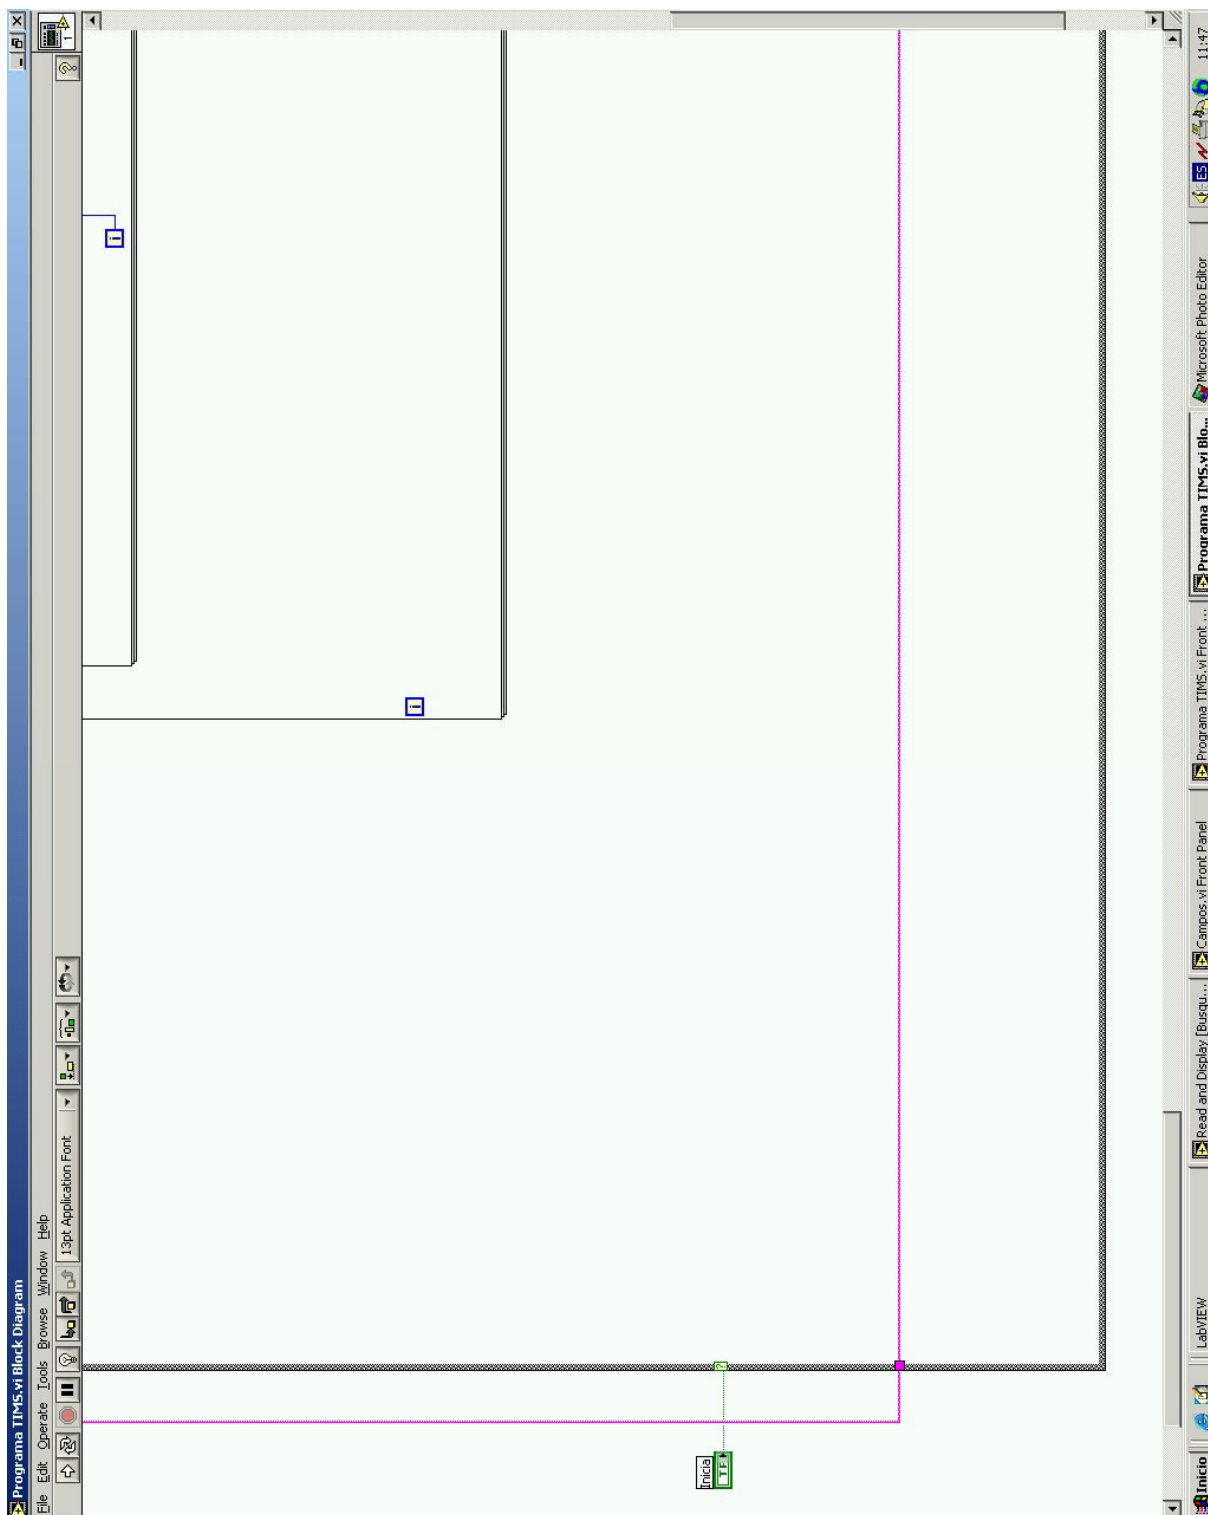 Programa TIMS.vi Block Diagram
File Edit Operate Tools Browse Window Help
13pt Application Font
1
i
i
Inicia
TF
?
Inicio
LabVIEW
Read and Display [Busqu...
Campos.vi Front Panel
Programa TIMS.vi Front ...
Programa TIMS.vi Blo...
Microsoft Photo Editor
ES
11:47